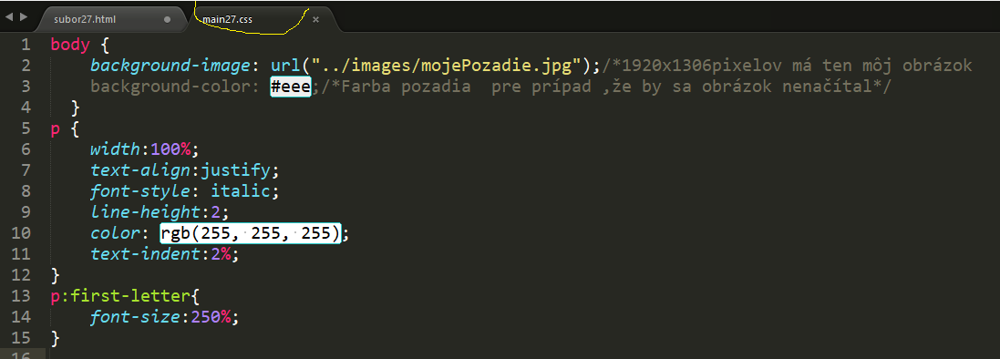 subor27.html
main27.css
1 body {
2 background-image: url("../images/mojePozadie.jpg");/*1920x1306pixelov má ten môj obrázok
3 background-color: #eee;/*Farba pozadia  pre prípad ,že by sa obrázok nenačítal*/
4 }
5 p {
6 width:100%;
7 text-align:justify;
8 font-style: italic;
9 line-height:2;
10 color: rgb(255, 255, 255);
11 text-indent:2%;
12 }
13 p:first-letter{
14 font-size:250%;
15 }
16